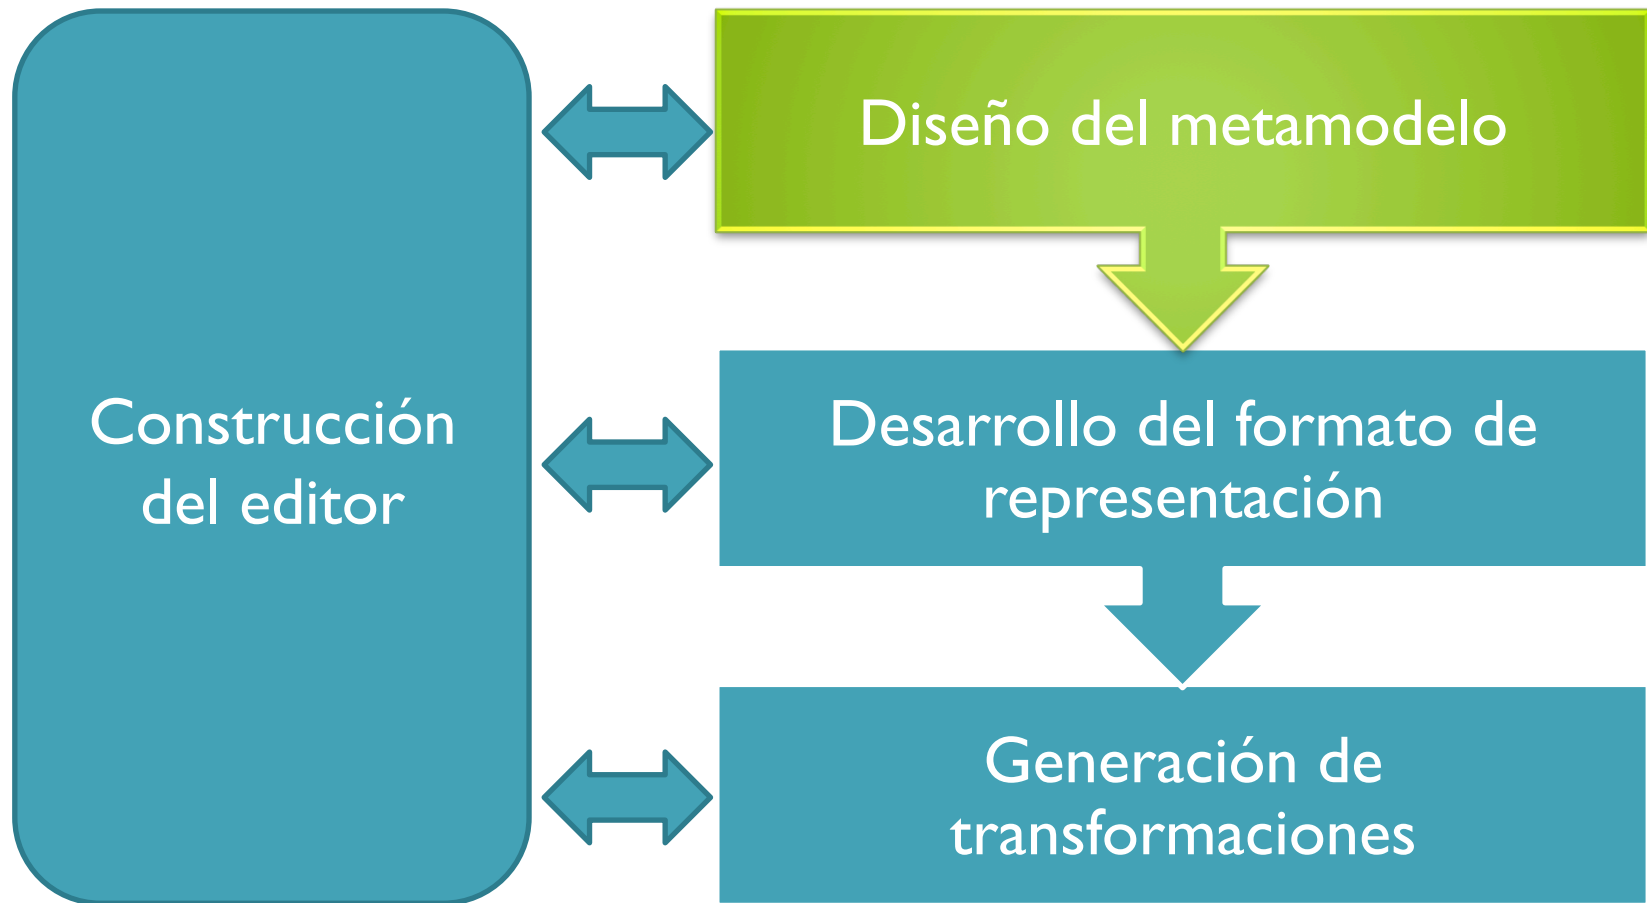 Construcción
del editor
Diseño del metamodelo
Desarrollo del formato de
representación
Generación de
transformaciones